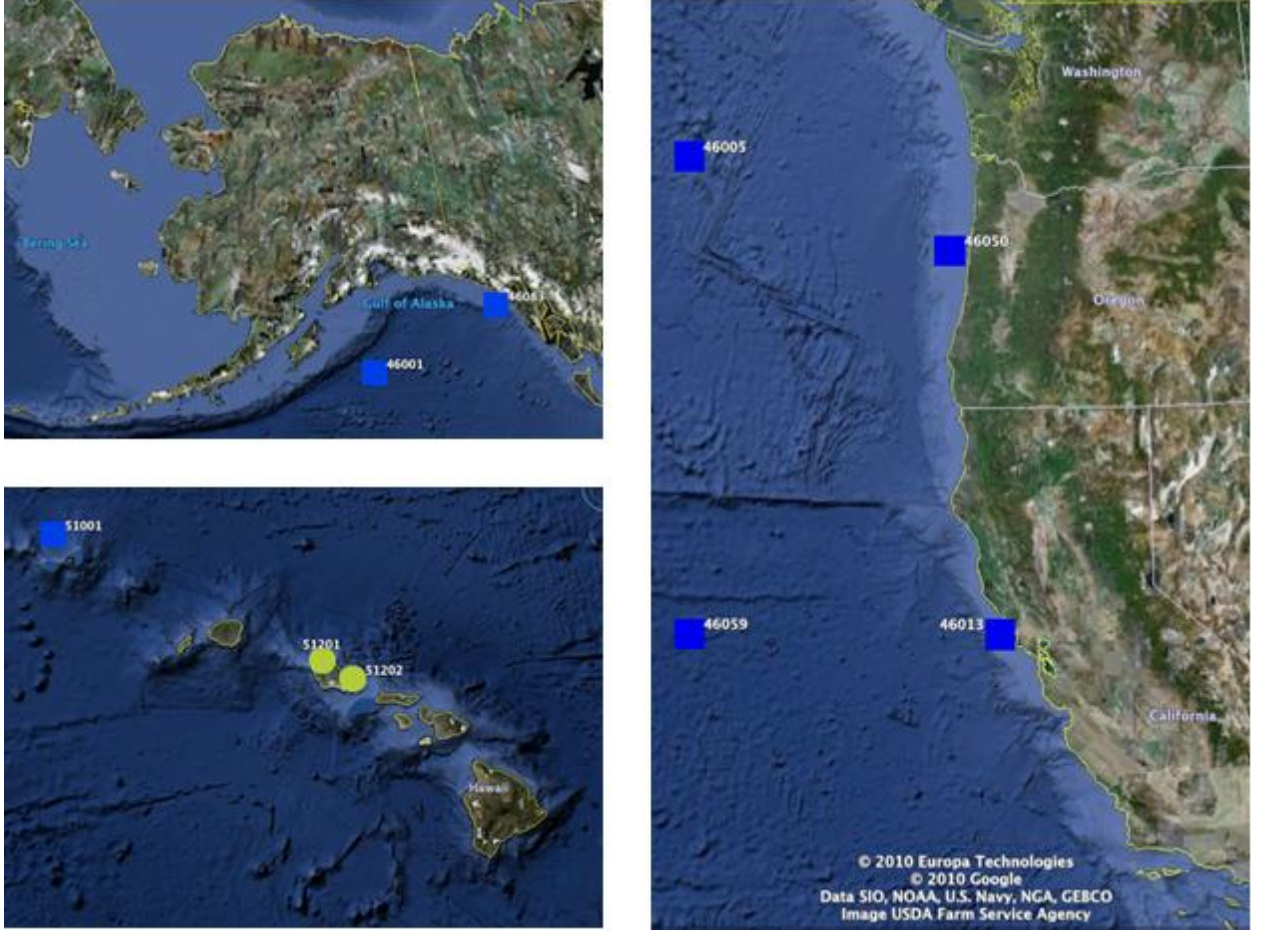 Bering Sea
Gulf of Alaska
46083
46001
51001
51201
51202
Hawaii
Washington
46005
46050
Oregon
46059
46013
California
© 2010 Europa Technologies
© 2010 Google
Data SIO, NOAA, U.S. Navy, NGA, GEBCO
Image USDA Farm Service Agency